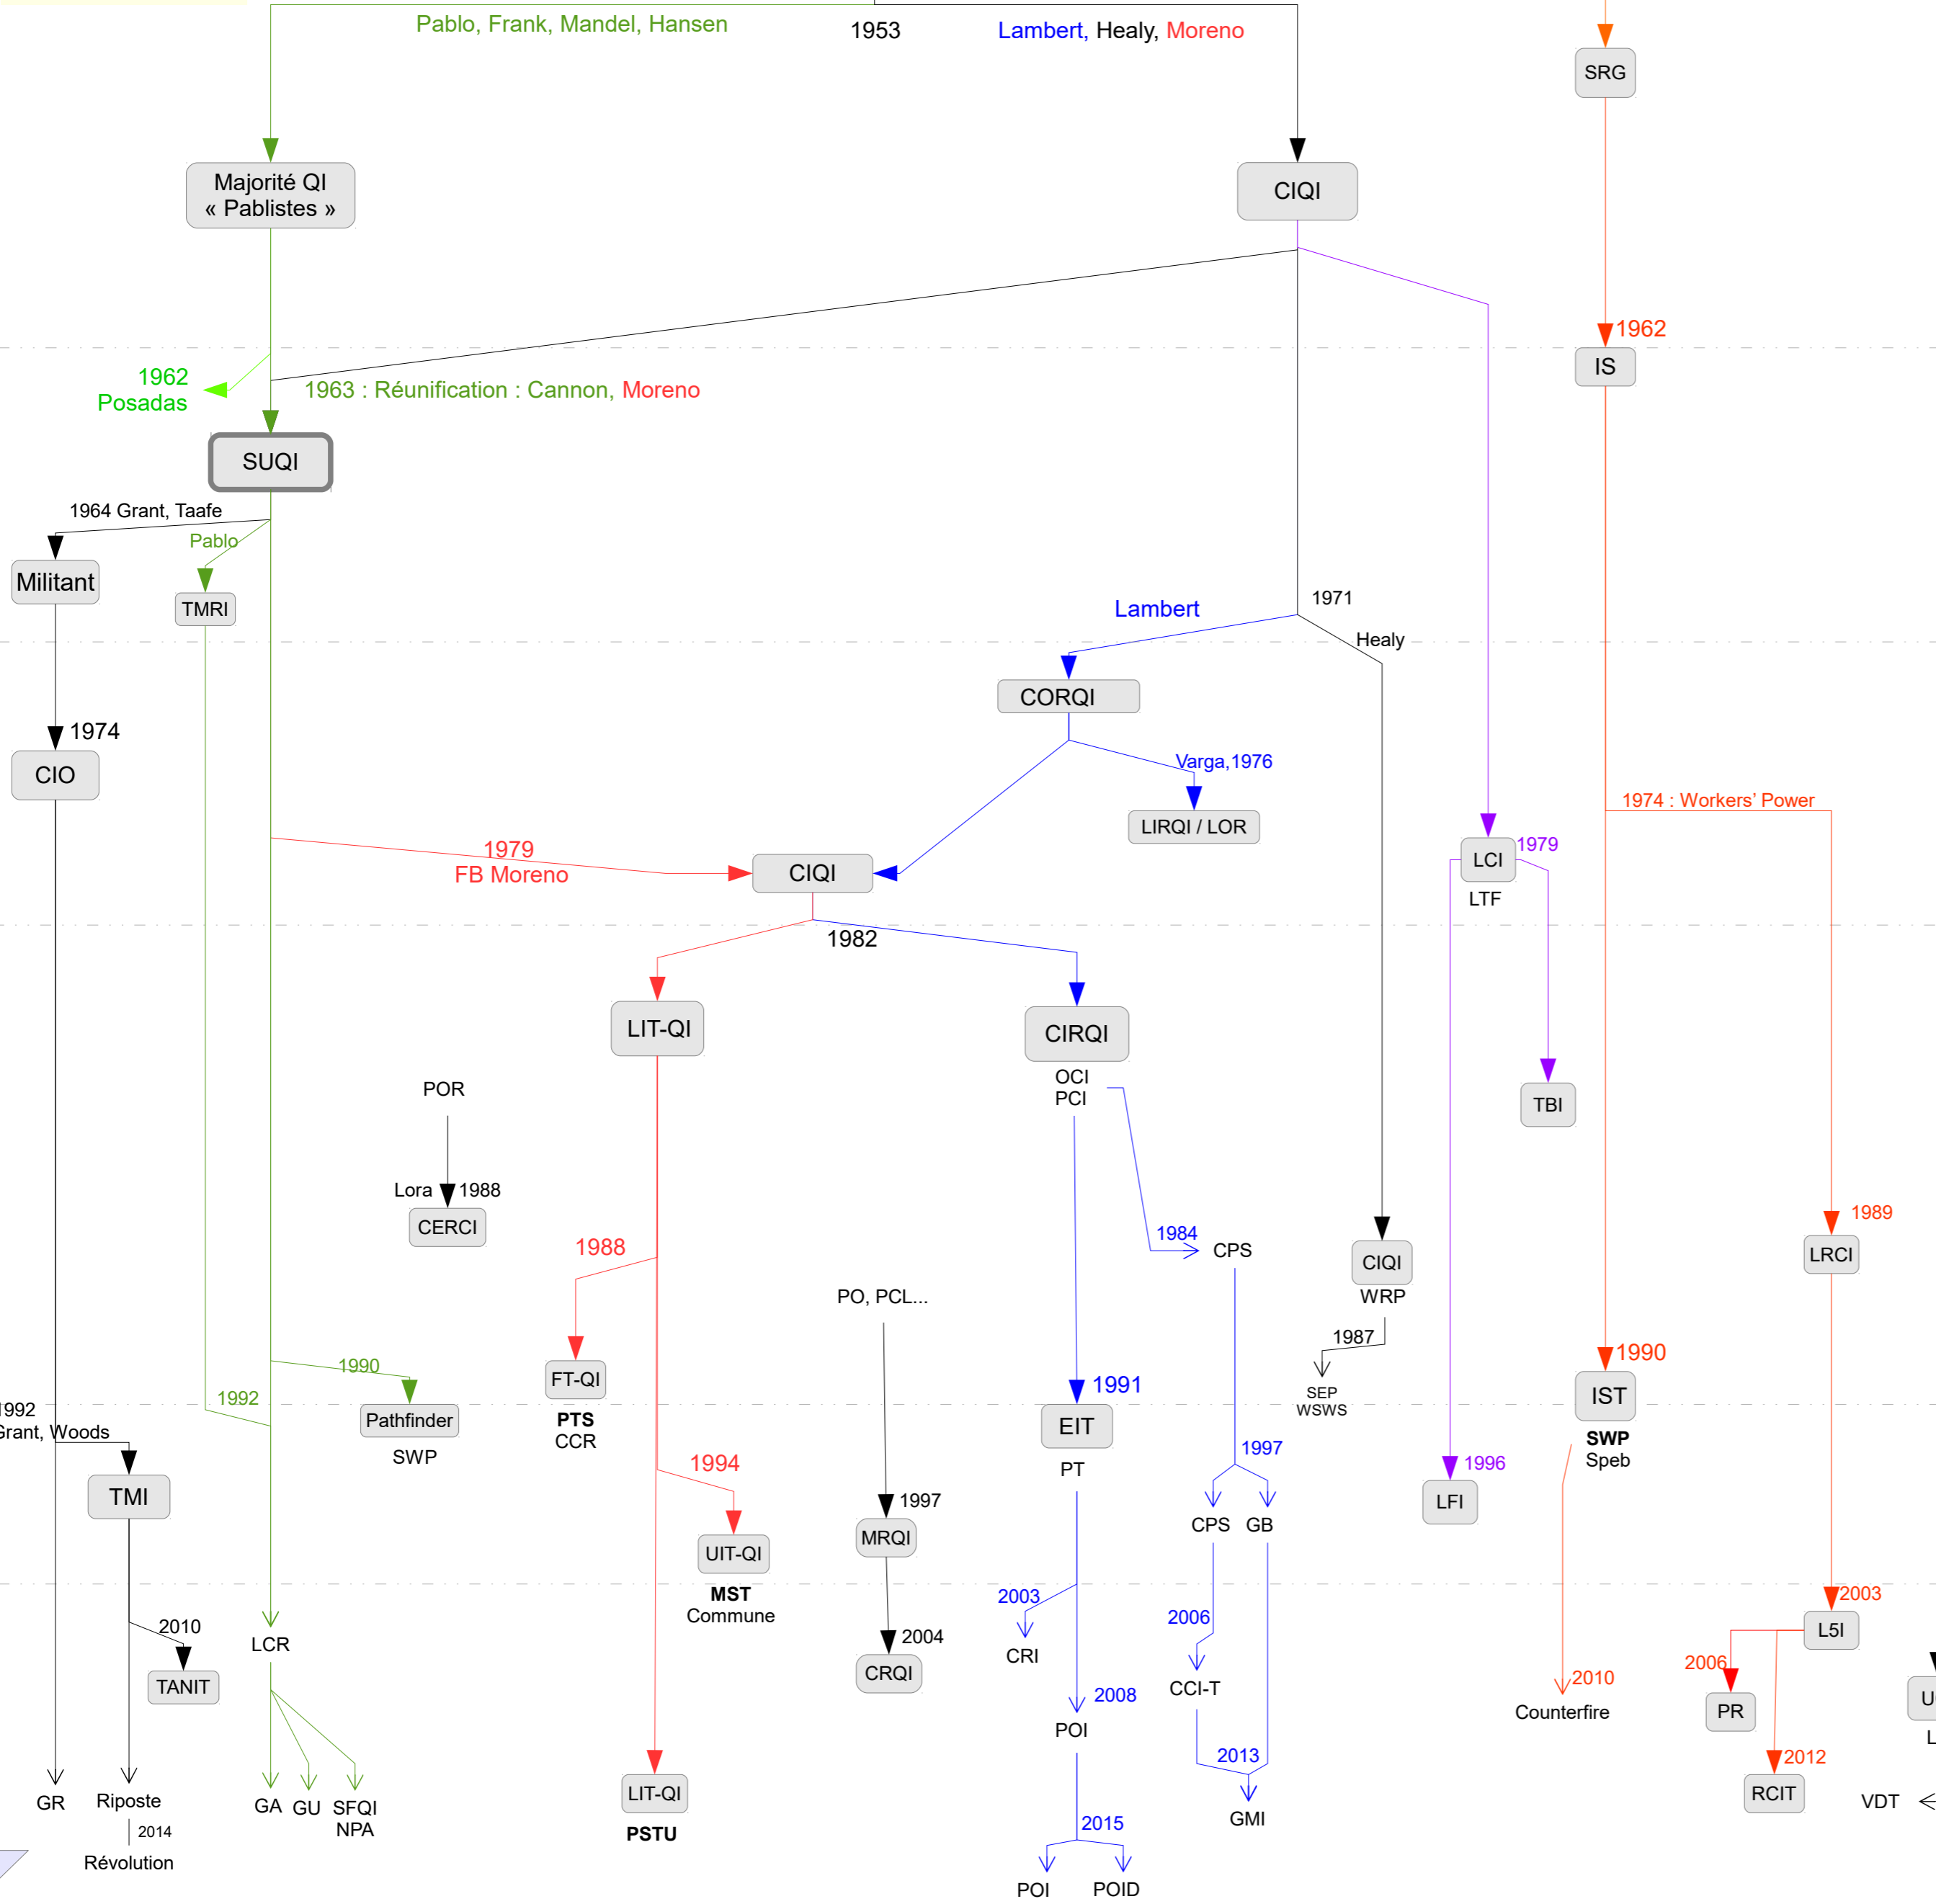 Pablo, Frank, Mandel, Hansen
1953
Lambert, Healy, Moreno
SRG
Majorité QI
« Pablistes »
CIQI
1962
IS
1962
Posadas
1963 : Réunification : Cannon, Moreno
SUQI
1964 Grant, Taafe
Pablo
Militant
TMRI
1971
Lambert
Healy
CORQI
1974
CIO
Varga,1976
LIRQI / LOR
1974 : Workers’ Power
1979
FB Moreno
CIQI
LCI
1979
LTF
1982
LIT-QI
CIRQI
OCI
PCI
POR
TBI
Lora
1988
CERCI
1984
CPS
CIQI
WRP
1989
LRCI
1988
PO, PCL...
1987
SEP
WSWS
1990
FT-QI
PTS
CCR
1990
IST
SWP
Speb
1991
EIT
PT
1992
Pathfinder
SWP
1992
Grant, Woods
TMI
1994
UIT-QI
MST
Commune
1997
MRQI
1997
CPS
GB
1996
LFI
2003
L5I
2003
CRI
2006
CCI-T
2004
CRQI
2010
TANIT
LCR
2008
POI
2010
Counterfire
2006
PR
2012
RCIT
VDT
GR
Riposte
2014
Révolution
GA
GU
SFQI
NPA
LIT-QI
PSTU
2013
GMI
2015
POI
POID